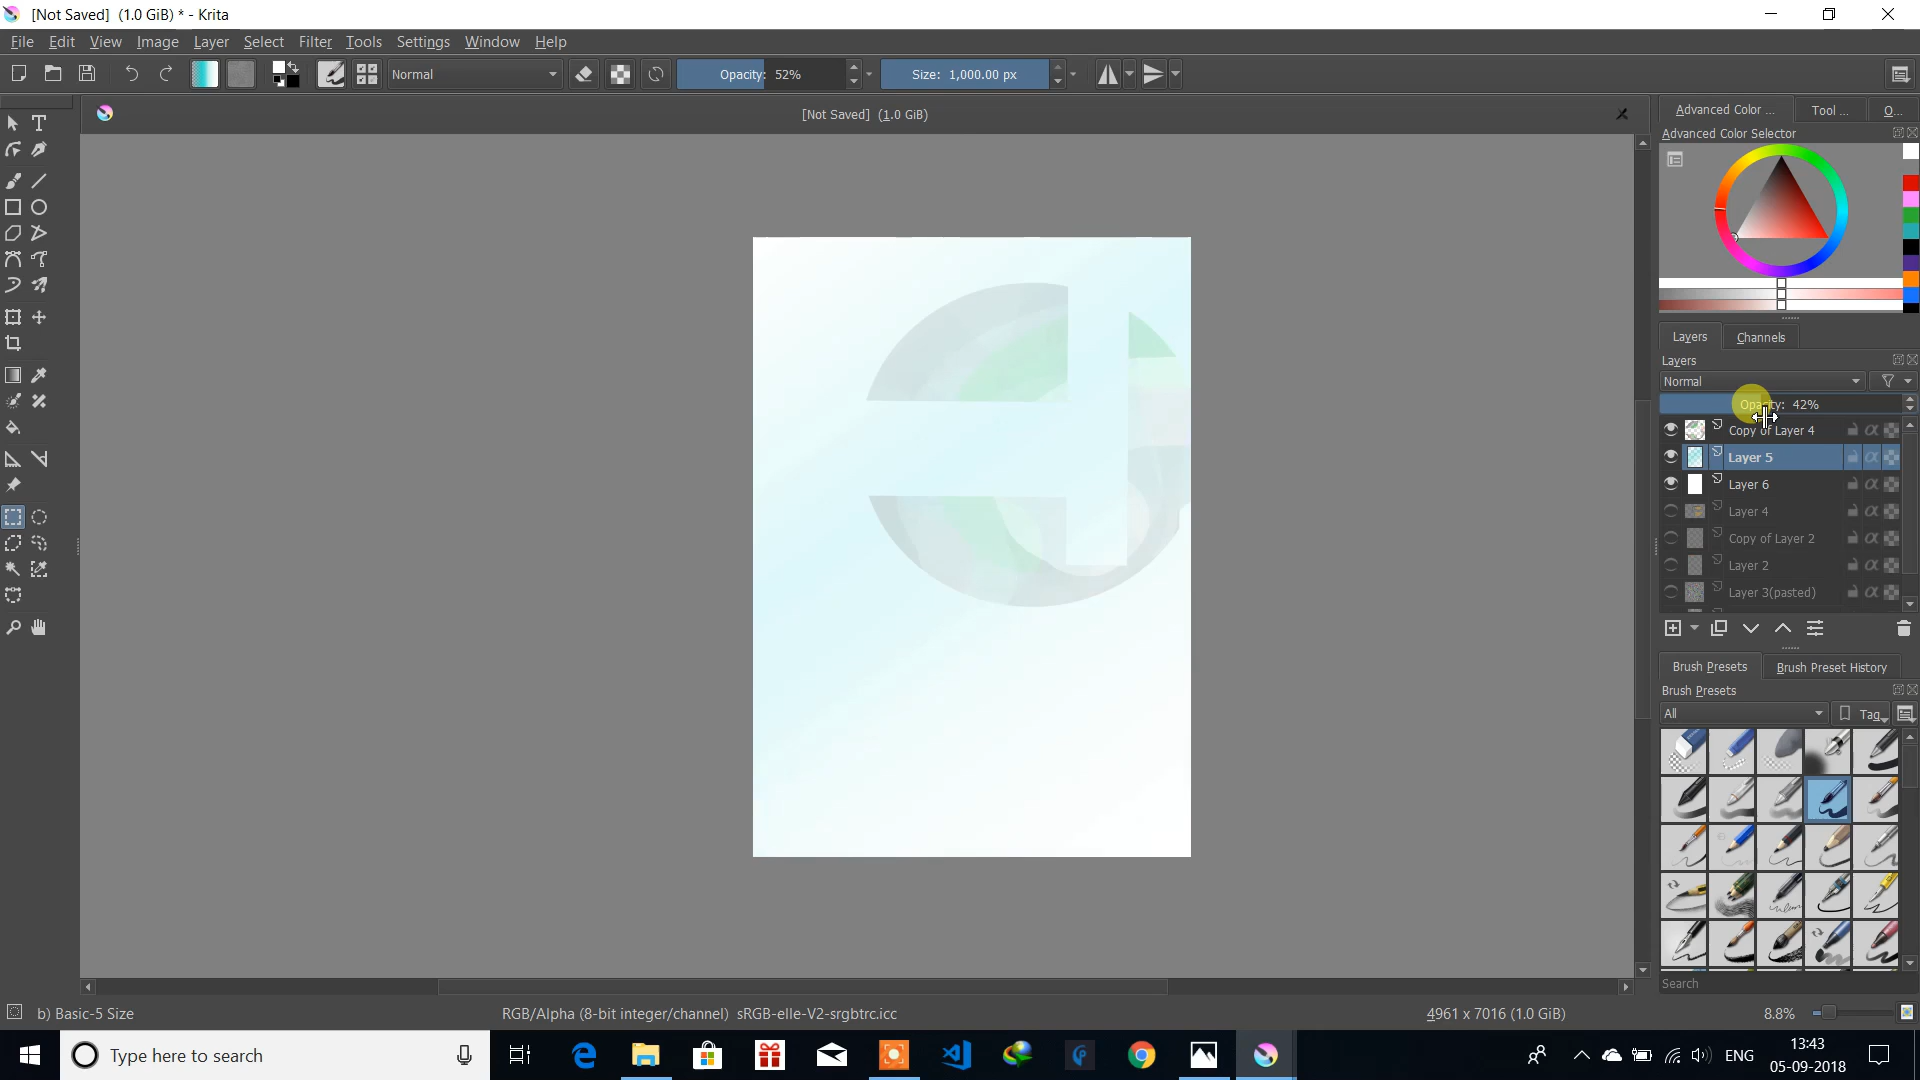 [Not Saved] (1.0 GiB) * - Krita
File Edit View Image Layer Select Filter Tools Settings Window Help
Normal Opacity: 52% Size: 1,000.00 px
[Not Saved] (1.0 GiB)
Advanced Color ... Tool ... O...
Advanced Color Selector
Layers Channels
Layers
Normal
Opacity: 42%
Copy of Layer 4
Layer 5
Layer 6
Layer 4
Copy of Layer 2
Layer 2
Layer 3(pasted)
Brush Presets Brush Preset History
Brush Presets
All Tag
Search
b) Basic-5 Size RGB/Alpha (8-bit integer/channel) sRGB-elle-V2-srgbtrc.icc 4961 x 7016 (1.0 GiB) 8.8%
Type here to search ENG 13:43
05-09-2018